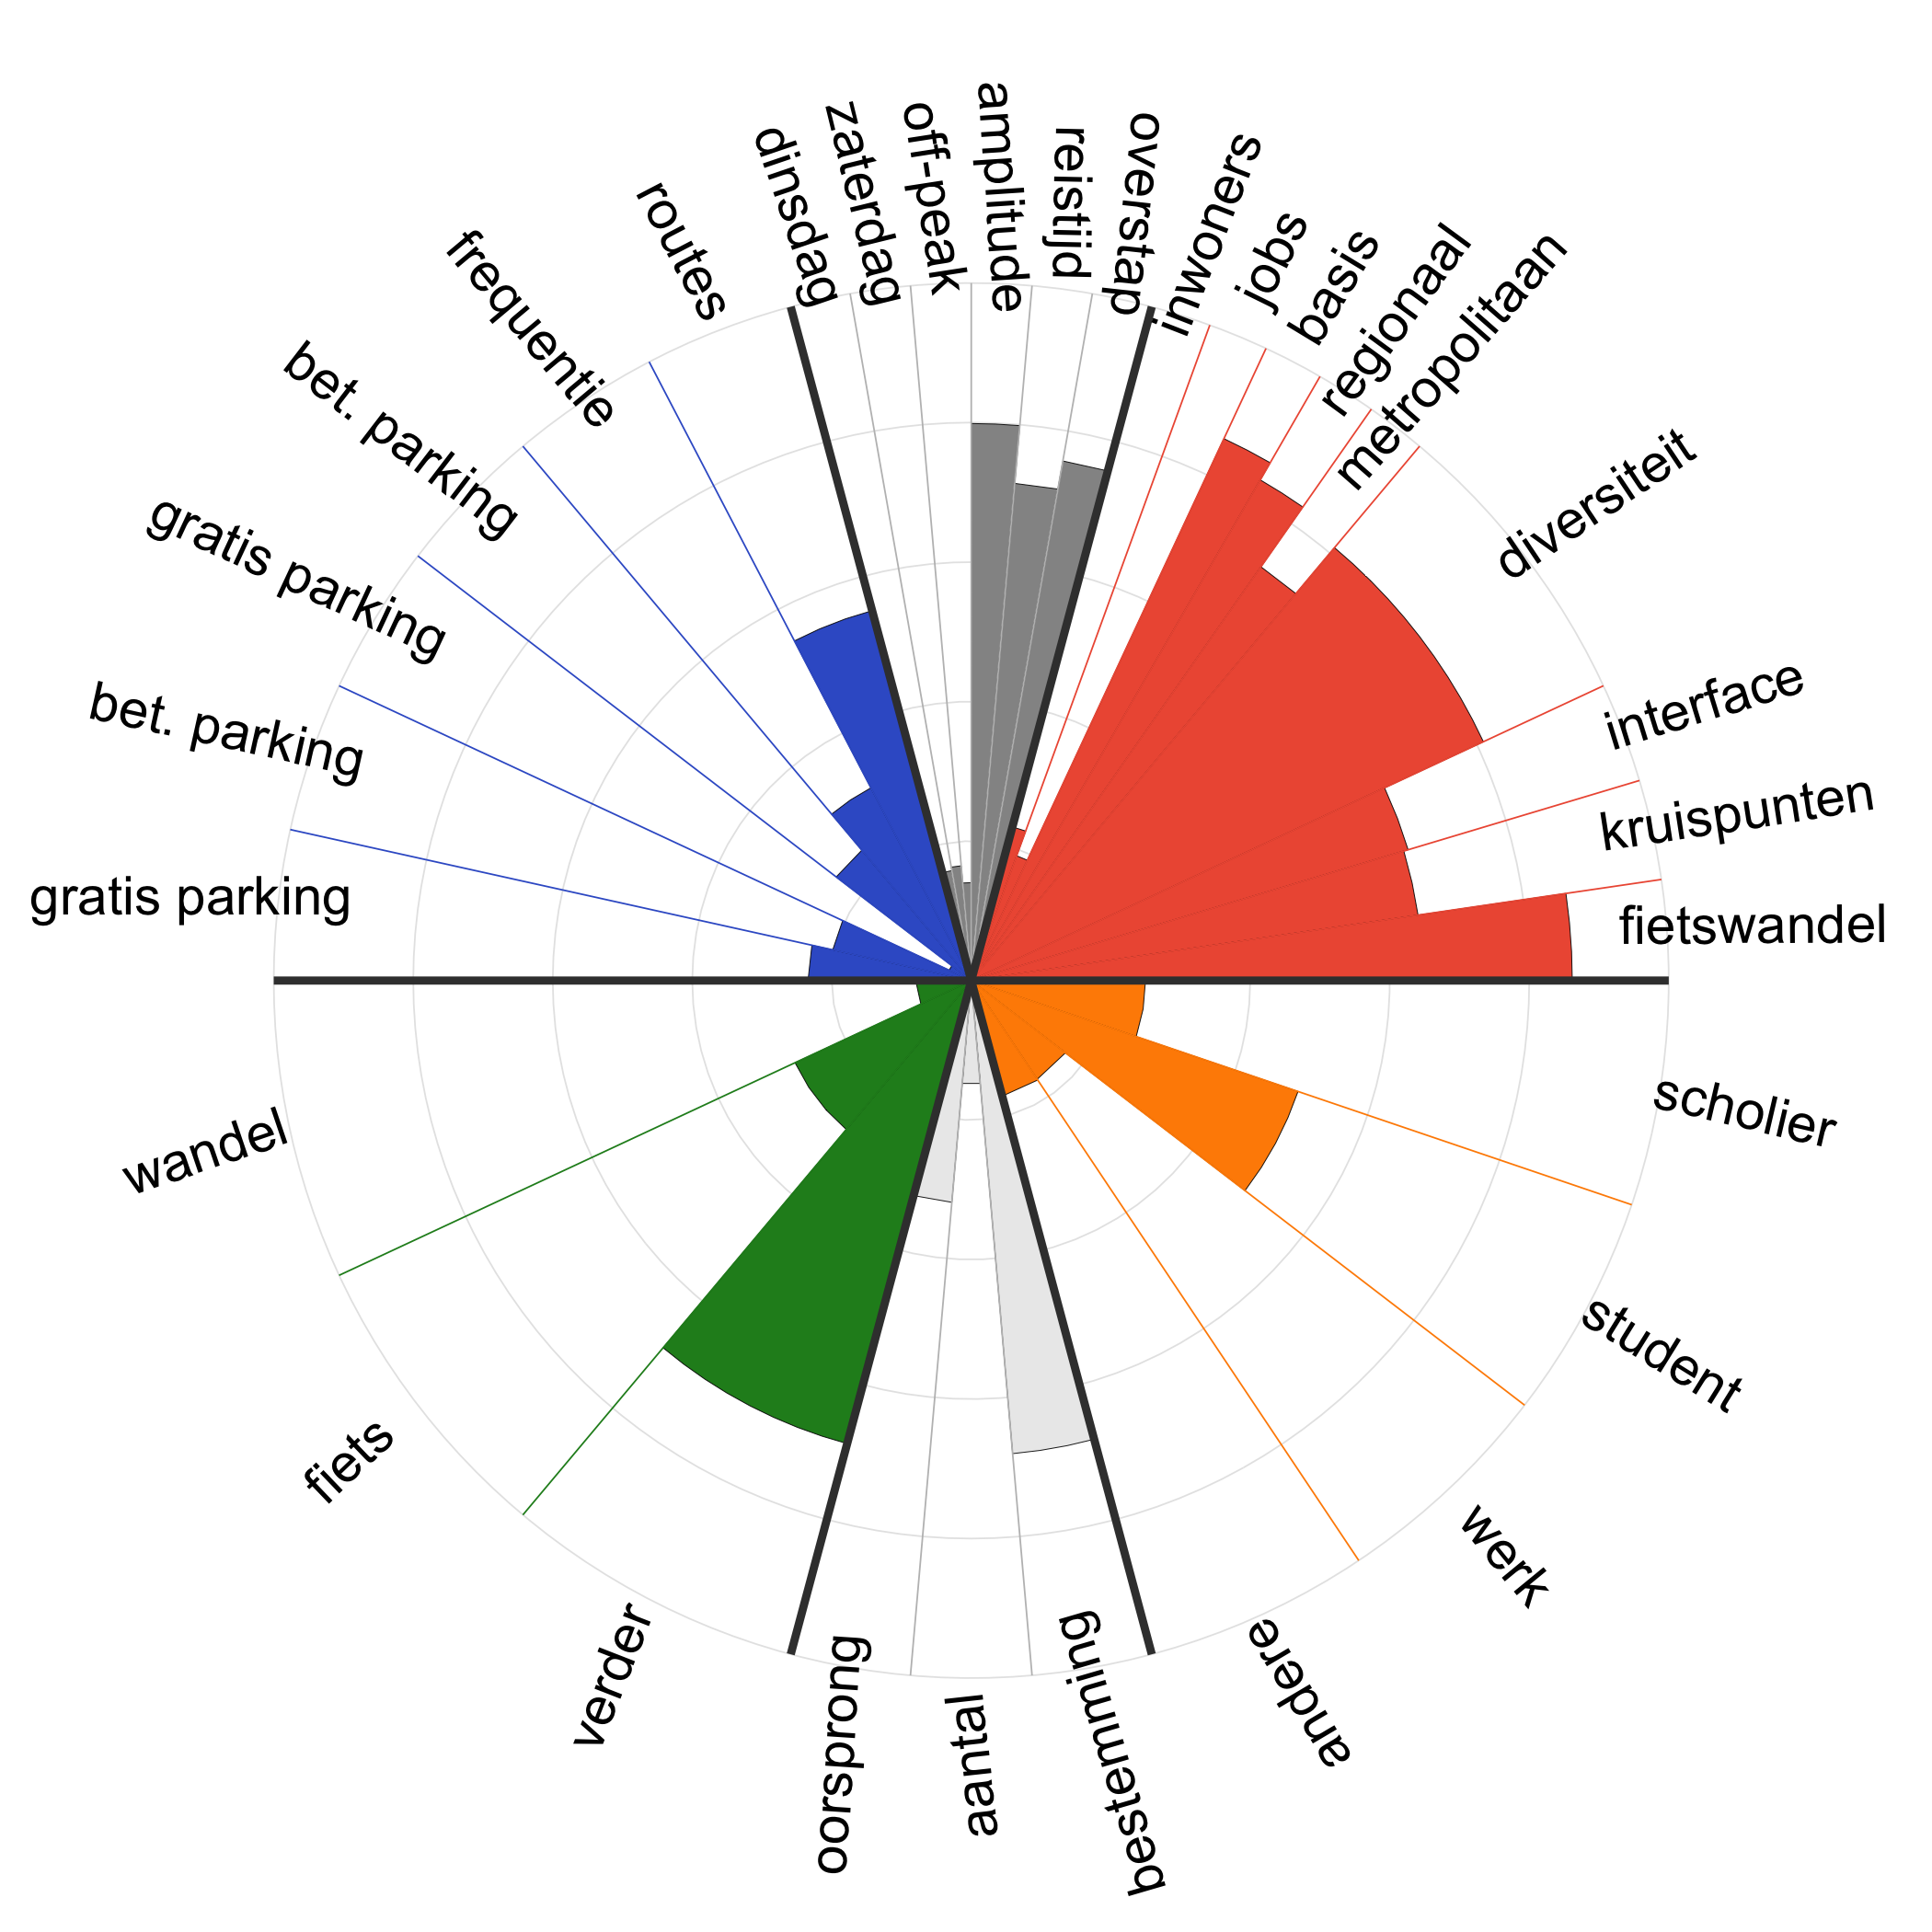 amplitude
reistijd
overstap
inwoners
jobs
basis
regionaal
metropolitaan
diversiteit
interface
kruispunten
fietswandel
scholier
student
werk
andere
bestemming
aantal
oorsprong
verder
fiets
wandel
gratis parking
bet. parking
gratis parking
bet. parking
frequentie
routes
dinsdag
zaterdag
off-peak